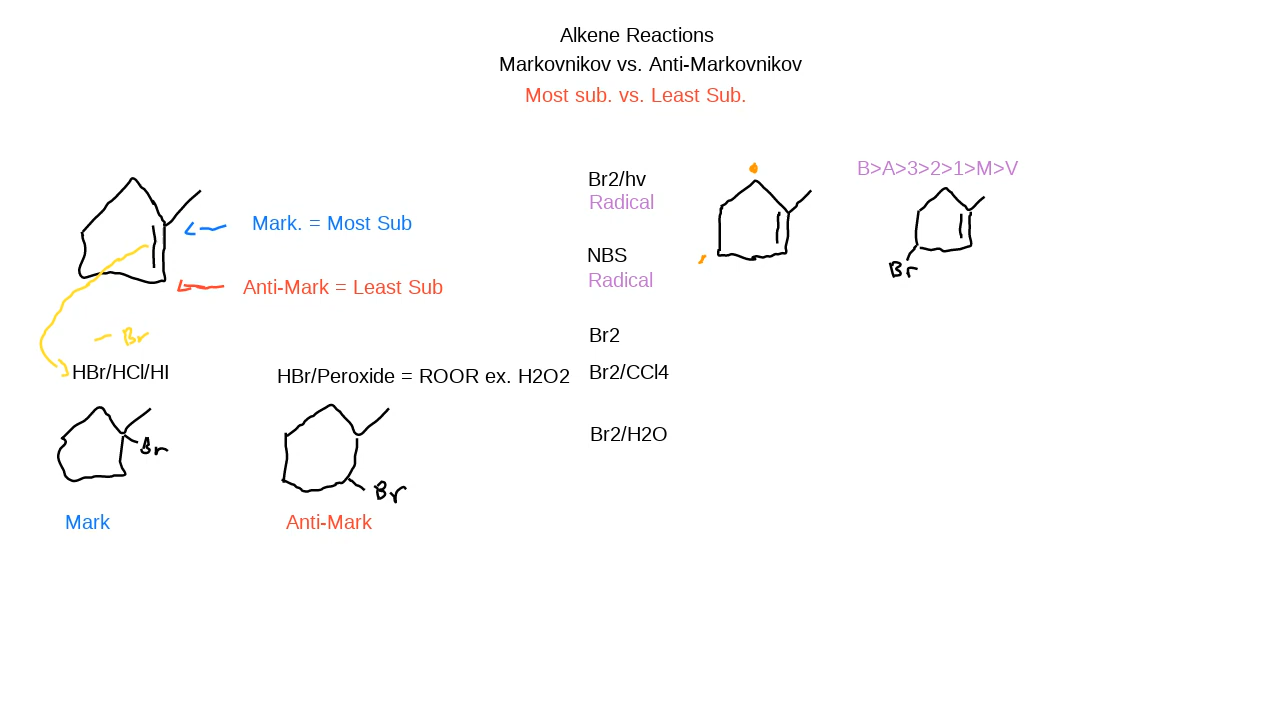 Alkene Reactions
Markovnikov vs. Anti-Markovnikov
Most sub. vs. Least Sub.
Mark. = Most Sub
Anti-Mark = Least Sub
Br
HBr/HCl/HI
HBr/Peroxide = ROOR ex. H2O2
Br
Br
Mark
Anti-Mark
Br2/hv
Radical
B>A>3>2>1>M>V
NBS
Radical
Br
Br2
Br2/CCl4
Br2/H2O